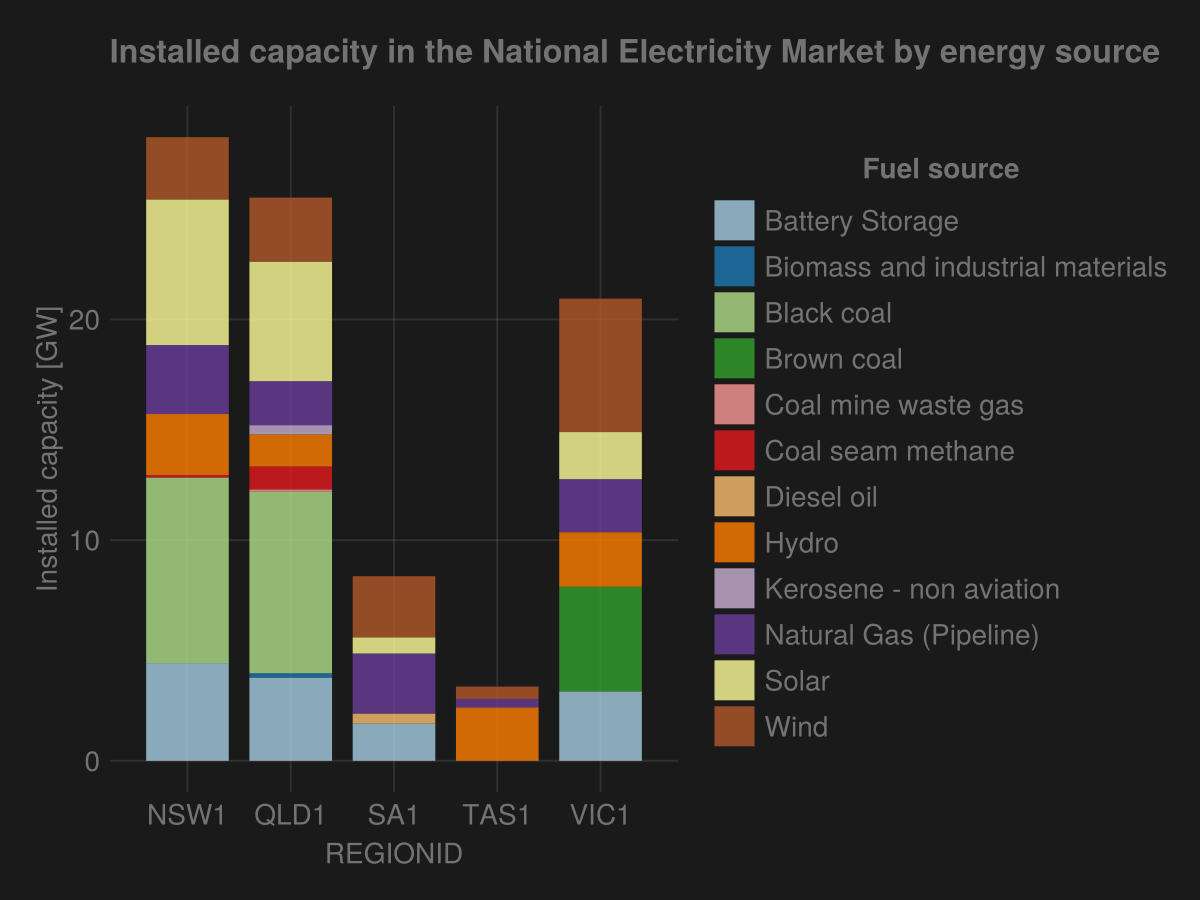 Installed capacity in the National Electricity Market by energy source
Installed capacity [GW]
20
10
0
NSW1
QLD1
SA1
TAS1
VIC1
REGIONID
Fuel source
Battery Storage
Biomass and industrial materials
Black coal
Brown coal
Coal mine waste gas
Coal seam methane
Diesel oil
Hydro
Kerosene - non aviation
Natural Gas (Pipeline)
Solar
Wind